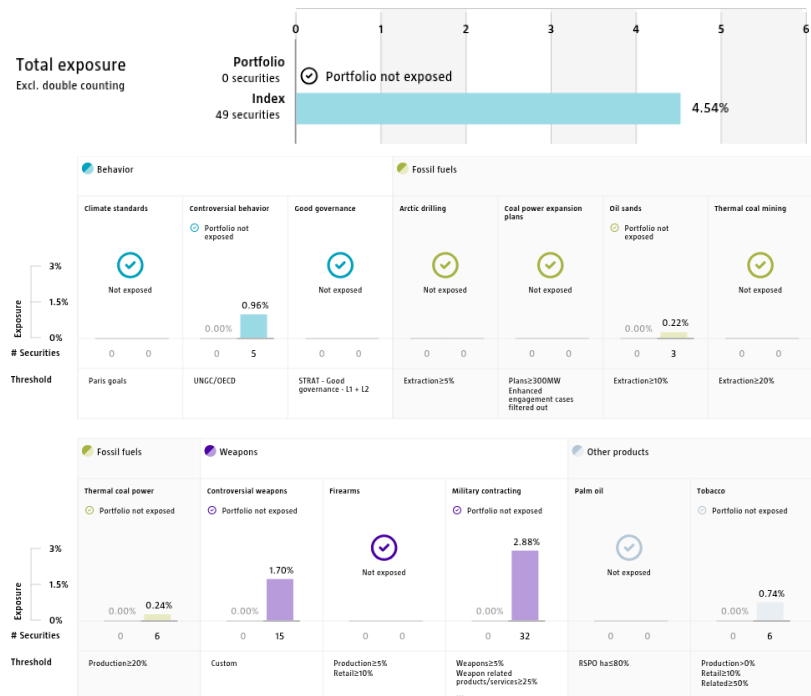 0 1 2 3 4 5 6
Total exposure
Excl. double counting
Portfolio
0 securities
Portfolio not exposed
Index
49 securities
4.54%
Behavior
Fossil fuels
Climate standards
Controversial behavior
Good governance
Arctic drilling
Coal power expansion
plans
Oil sands
Thermal coal mining
Portfolio not
exposed
Portfolio not
exposed
Not exposed
Not exposed
Not exposed
Not exposed
Not exposed
Exposure
3%
1.5%
0%
0.00%
0.96%
0.00%
0.22%
# Securities
0 0 0 5 0 0 0 0 0 0 0 3 0 0
Threshold
Paris goals
UNGC/OECD
STRAT - Good
governance - L1 + L2
Extraction≥5%
Plans≥300MW
Enhanced
engagement cases
filtered out
Extraction≥10%
Extraction≥20%
Fossil fuels
Weapons
Other products
Thermal coal power
Controversial weapons
Firearms
Military contracting
Palm oil
Tobacco
Portfolio not exposed
Portfolio not exposed
Portfolio not exposed
Portfolio not exposed
Not exposed
Not exposed
Exposure
3%
1.5%
0%
0.00%
0.24%
0.00%
1.70%
0.00%
2.88%
0.00%
0.74%
# Securities
0 6 0 15 0 0 0 32 0 0 0 6
Threshold
Production≥20%
Custom
Production≥5%
Retail≥10%
Weapons≥5%
Weapon related
products/services≥25%
RSPO ha≤80%
Production>0%
Retail≥10%
Related≥50%